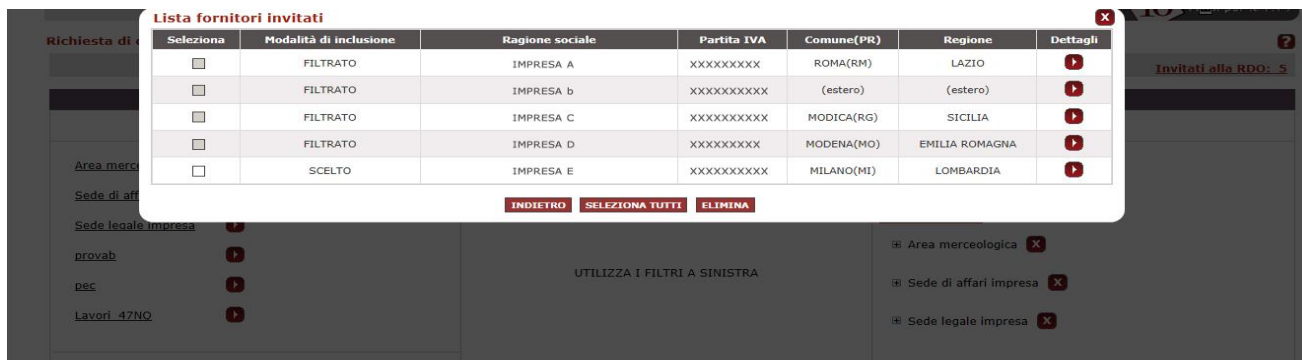 Lista fornitori invitati
Richiesta di
Seleziona Modalità di inclusione Ragione sociale Partita IVA Comune(PR) Regione Dettagli
FILTRATO IMPRESA A XXXXXXXXX ROMA(RM) LAZIO
Invitati alla RDO: 5
FILTRATO IMPRESA b XXXXXXXXXX (estero) (estero)
FILTRATO IMPRESA C XXXXXXXXXX MODICA(RG) SICILIA
FILTRATO IMPRESA D XXXXXXXXX MODENA(MO) EMILIA ROMAGNA
Area merce
SCELTO IMPRESA E XXXXXXXXXX MILANO(MI) LOMBARDIA
Sede di aff
INDIETRO SELEZIONA TUTTI ELIMINA
Sede legale impresa
Area merceologica
provab
UTILIZZA I FILTRI A SINISTRA
pec
Sede di affari impresa
Lavori_47NO
Sede legale impresa